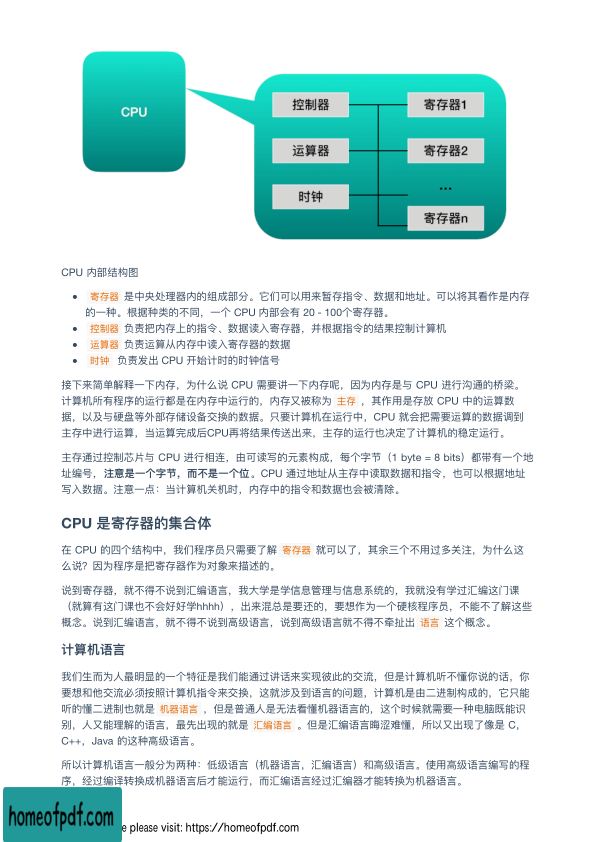 CPU
控制器
寄存器1
运算器
寄存器2
...
时钟
寄存器n
CPU 内部结构图
寄存器 是中央处理器内的组成部分。它们可以用来暂存指令、数据和地址。可以将其看作是内存
的一种。根据种类的不同，一个 CPU 内部会有 20 - 100个寄存器。
控制器 负责把内存上的指令、数据读入寄存器，并根据指令的结果控制计算机
运算器 负责运算从内存中读入寄存器的数据
时钟 负责发出 CPU 开始计时的时钟信号
接下来简单解释一下内存，为什么说 CPU 需要讲一下内存呢，因为内存是与 CPU 进行沟通的桥梁。
计算机所有程序的运行都是在内存中运行的，内存又被称为 主存 ，其作用是存放 CPU 中的运算数
据，以及与硬盘等外部存储设备交换的数据。只要计算机在运行中，CPU 就会把需要运算的数据调到
主存中进行运算，当运算完成后CPU再将结果传送出来，主存的运行也决定了计算机的稳定运行。
主存通过控制芯片与 CPU 进行相连，由可读写的元素构成，每个字节（1 byte = 8 bits）都带有一个地
址编号，注意是一个字节，而不是一个位。CPU 通过地址从主存中读取数据和指令，也可以根据地址
写入数据。注意一点：当计算机关机时，内存中的指令和数据也会被清除。
CPU 是寄存器的集合体
在 CPU 的四个结构中，我们程序员只需要了解 寄存器 就可以了，其余三个不用过多关注，为什么这
么说？因为程序是把寄存器作为对象来描述的。
说到寄存器，就不得不说到汇编语言，我大学是学信息管理与信息系统的，我就没有学过汇编这门课
（就算有这门课也不会好好学hhhh），出来混总是要还的，要想作为一个硬核程序员，不能不了解这些
概念。说到汇编语言，就不得不说到高级语言，说到高级语言就不得不牵扯出 语言 这个概念。
计算机语言
我们生而为人最明显的一个特征是我们能通过讲话来实现彼此的交流，但是计算机听不懂你说的话，你
要想和他交流必须按照计算机指令来交换，这就涉及到语言的问题，计算机是由二进制构成的，它只能
听的懂二进制也就是 机器语言 ，但是普通人是无法看懂机器语言的，这个时候就需要一种电脑既能识
别，人又能理解的语言，最先出现的就是 汇编语言 。但是汇编语言晦涩难懂，所以又出现了像是 C，
C++，Java 的这种高级语言。
所以计算机语言一般分为两种：低级语言（机器语言，汇编语言）和高级语言。使用高级语言编写的程
序，经过编译转换成机器语言后才能运行，而汇编语言经过汇编器才能转换为机器语言。
homeofpdf.com
e please visit: https://homeofpdf.com